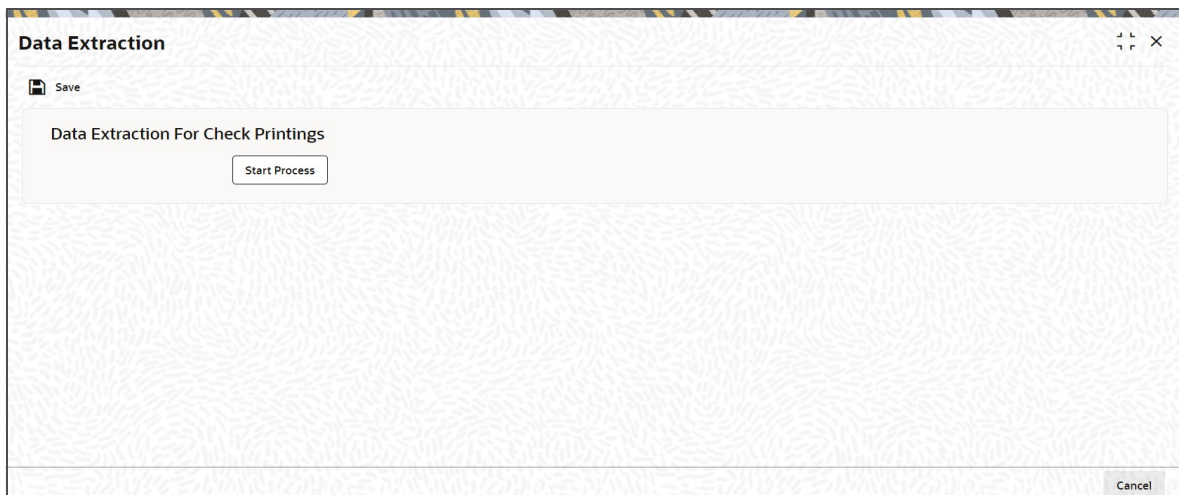 Data Extraction
Save
Data Extraction For Check Printings
Start Process
Cancel